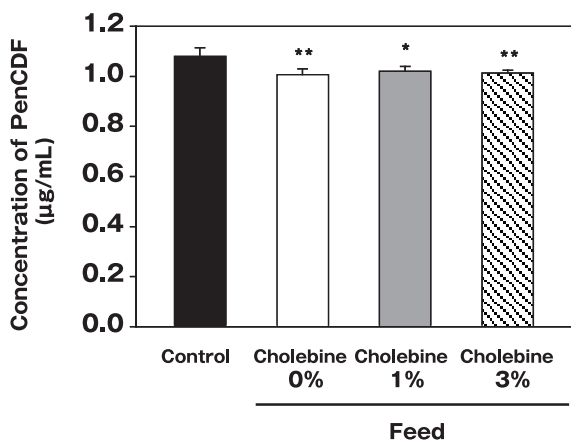 Concentration of PenCDF
(µg/mL)
1.2
1.0
0.8
0.6
0.4
0.2
0.0
**
*
**
Control
Cholebine
0%
Cholebine
1%
Cholebine
3%
Feed